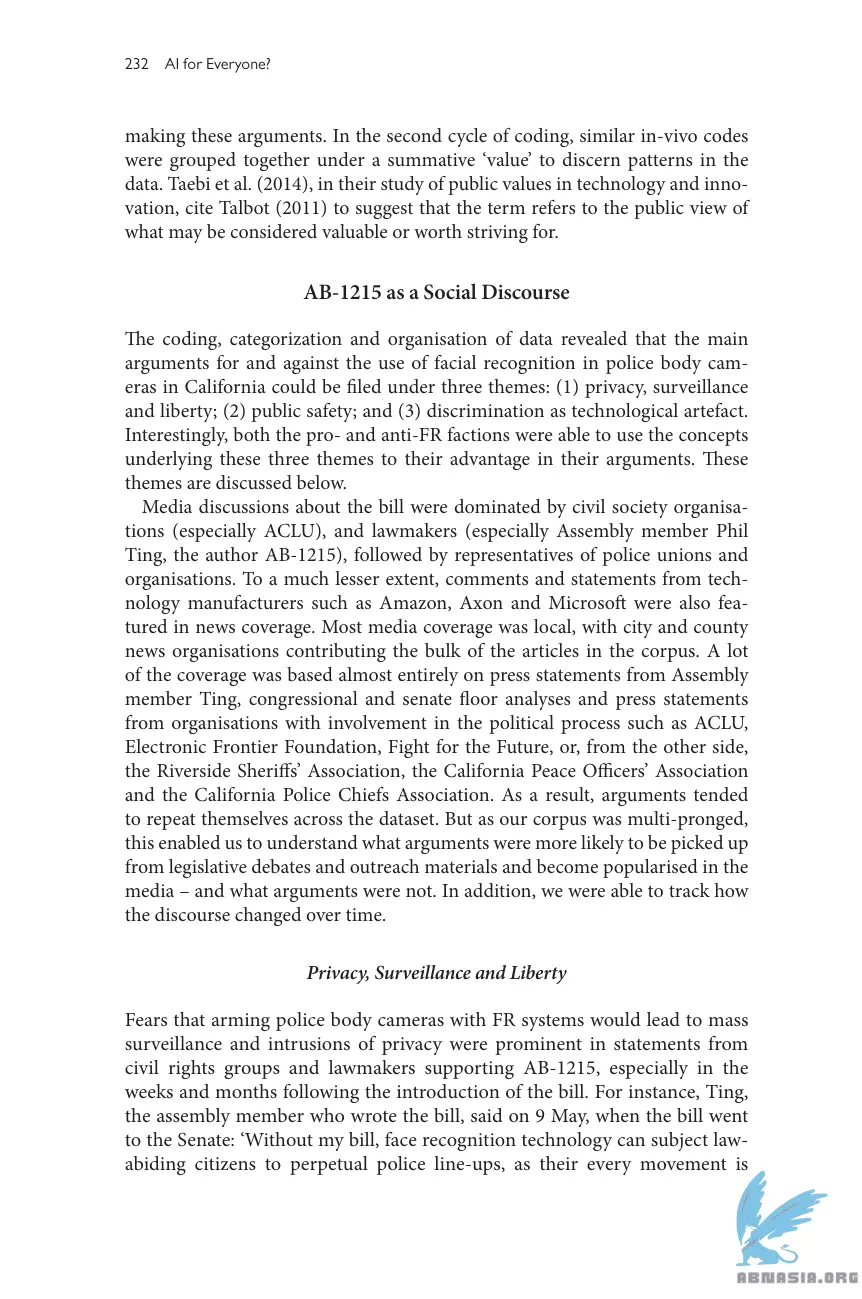 232 AI for Everyone?
making these arguments. In the second cycle of coding, similar in-vivo codes
were grouped together under a summative ‘value’ to discern patterns in the
data. Taebi et al. (2014), in their study of public values in technology and inno-
vation, cite Talbot (2011) to suggest that the term refers to the public view of
what may be considered valuable or worth striving for.
AB-1215 as a Social Discourse
The coding, categorization and organisation of data revealed that the main
arguments for and against the use of facial recognition in police body cam-
eras in California could be filed under three themes: (1) privacy, surveillance
and liberty; (2) public safety; and (3) discrimination as technological artefact.
Interestingly, both the pro- and anti-FR factions were able to use the concepts
underlying these three themes to their advantage in their arguments. These
themes are discussed below.
Media discussions about the bill were dominated by civil society organisa-
tions (especially ACLU), and lawmakers (especially Assembly member Phil
Ting, the author AB-1215), followed by representatives of police unions and
organisations. To a much lesser extent, comments and statements from tech-
nology manufacturers such as Amazon, Axon and Microsoft were also fea-
tured in news coverage. Most media coverage was local, with city and county
news organisations contributing the bulk of the articles in the corpus. A lot
of the coverage was based almost entirely on press statements from Assembly
member Ting, congressional and senate floor analyses and press statements
from organisations with involvement in the political process such as ACLU,
Electronic Frontier Foundation, Fight for the Future, or, from the other side,
the Riverside Sheriffs’ Association, the California Peace Officers’ Association
and the California Police Chiefs Association. As a result, arguments tended
to repeat themselves across the dataset. But as our corpus was multi-pronged,
this enabled us to understand what arguments were more likely to be picked up
from legislative debates and outreach materials and become popularised in the
media – and what arguments were not. In addition, we were able to track how
the discourse changed over time.
Privacy, Surveillance and Liberty
Fears that arming police body cameras with FR systems would lead to mass
surveillance and intrusions of privacy were prominent in statements from
civil rights groups and lawmakers supporting AB-1215, especially in the
weeks and months following the introduction of the bill. For instance, Ting,
the assembly member who wrote the bill, said on 9 May, when the bill went
to the Senate: ‘Without my bill, face recognition technology can subject law-
abiding citizens to perpetual police line-ups, as their every movement is
ABNASIA.ORG